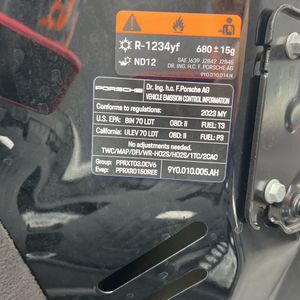 R-1234yf 680 ± 15g
ND12 SAE J639 J2842 J2845
DR. ING. H.C. F. PORSCHE AG
9Y0.010.014.N
PORSCHE Dr. Ing. h.c. F. Porsche AG
VEHICLE EMISSION CONTROL INFORMATION
Conforms to regulations: 2023 MY
U.S. EPA: BIN 70 LDT OBD: II FUEL: T3
California: ULEV 70 LDT OBD: II FUEL: P3
No adjustments needed.
TWC/MAP/DFI/WR-HO2S/HO2S/1TC/2CAC
Group: PPRXT03.0CV6
Evap: PPRXR0150REE 9Y0.010.005.AH